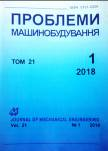 ПРОБЛЕМИ
МАШИНОБУДУВАННЯ
ТОМ 21
1
2018
JOURNAL OF MECHANICAL ENGINEERING
Vol. 21 № 1 2018